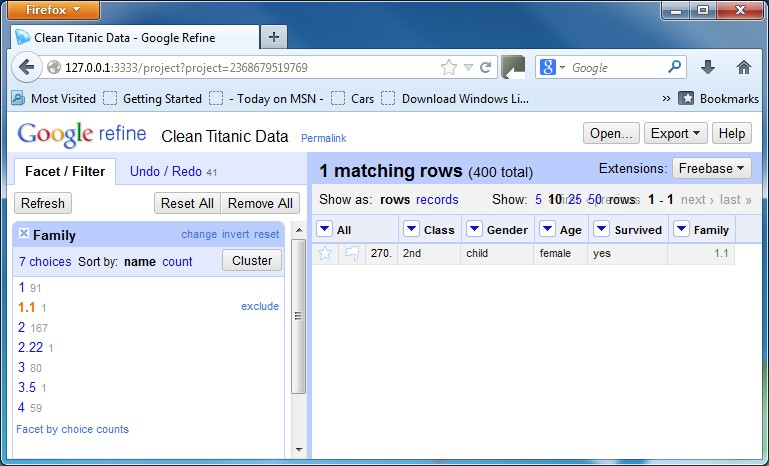 Firefox
Clean Titanic Data - Google Refine
127.0.0.1:3333/project?project=2368679519769
Google
Most Visited Getting Started - Today on MSN - Cars Download Windows Li... » Bookmarks
Google refine Clean Titanic Data Permalink
Open... Export Help
Facet / Filter Undo / Redo 41
Refresh Reset All Remove All
Family change invert reset
7 choices Sort by: name count Cluster
1 91
1.1 1 exclude
2 167
2.22 1
3 80
3.5 1
4 59
Facet by choice counts
1 matching rows (400 total) Extensions: Freebase
Show as: rows records Show: 5 10 25 50 rows « first ‹ previous 1 - 1 next › last »
All Class Gender Age Survived Family
270. 2nd child female yes 1.1